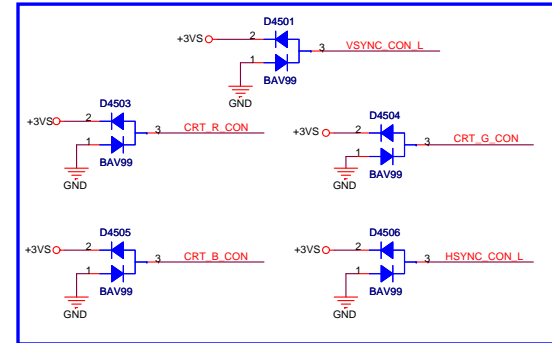 D4501
+3VS 2 3 VSYNC_CON_L
1
BAV99
GND
D4503
+3VS 2 3 CRT_R_CON
1
BAV99
GND
D4504
+3VS 2 3 CRT_G_CON
1
BAV99
GND
D4505
+3VS 2 3 CRT_B_CON
1
BAV99
GND
D4506
+3VS 2 3 HSYNC_CON_L
1
BAV99
GND